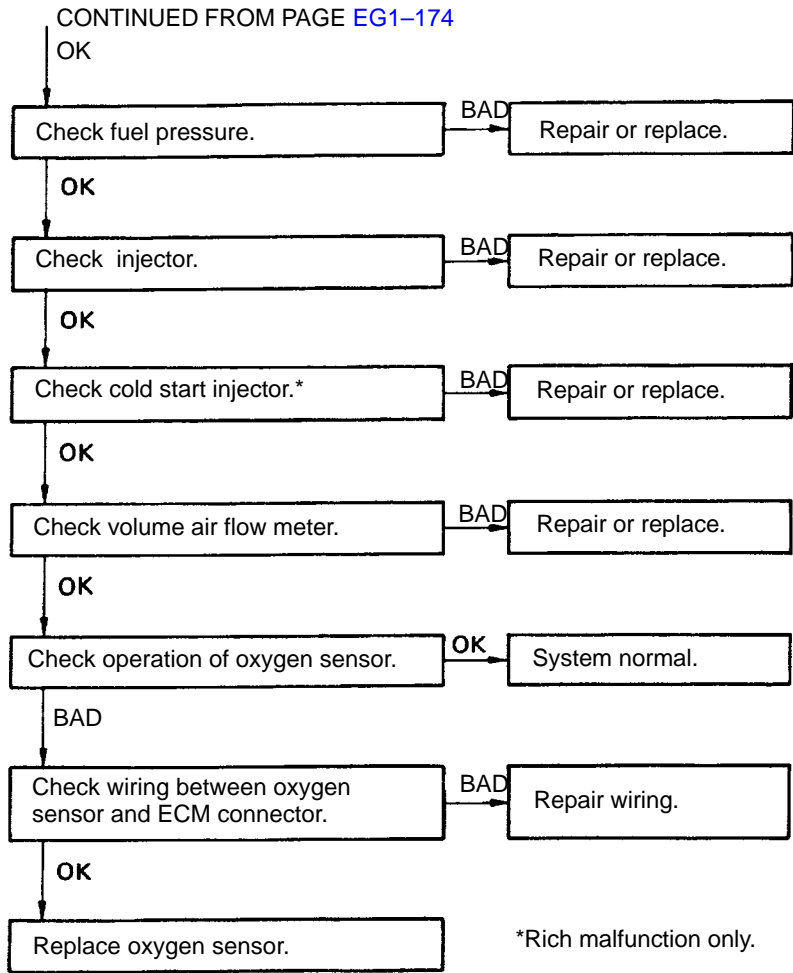 CONTINUED FROM PAGE EG1–174
OK
Check fuel pressure.
BAD
Repair or replace.
OK
Check injector.
BAD
Repair or replace.
OK
Check cold start injector.*
BAD
Repair or replace.
OK
Check volume air flow meter.
BAD
Repair or replace.
OK
Check operation of oxygen sensor.
OK
System normal.
BAD
Check wiring between oxygen
sensor and ECM connector.
BAD
Repair wiring.
OK
Replace oxygen sensor.
*Rich malfunction only.